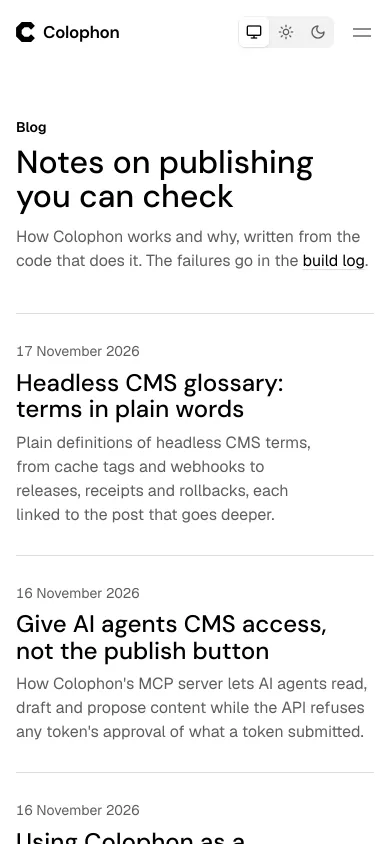 Colophon
Blog
Notes on publishing
you can check
How Colophon works and why, written from the
code that does it. The failures go in the build log.
17 November 2026
Headless CMS glossary:
terms in plain words
Plain definitions of headless CMS terms,
from cache tags and webhooks to
releases, receipts and rollbacks, each
linked to the post that goes deeper.
16 November 2026
Give AI agents CMS access,
not the publish button
How Colophon's MCP server lets AI agents read,
draft and propose content while the API refuses
any token's approval of what a token submitted.
16 November 2026
Using Colophon as a